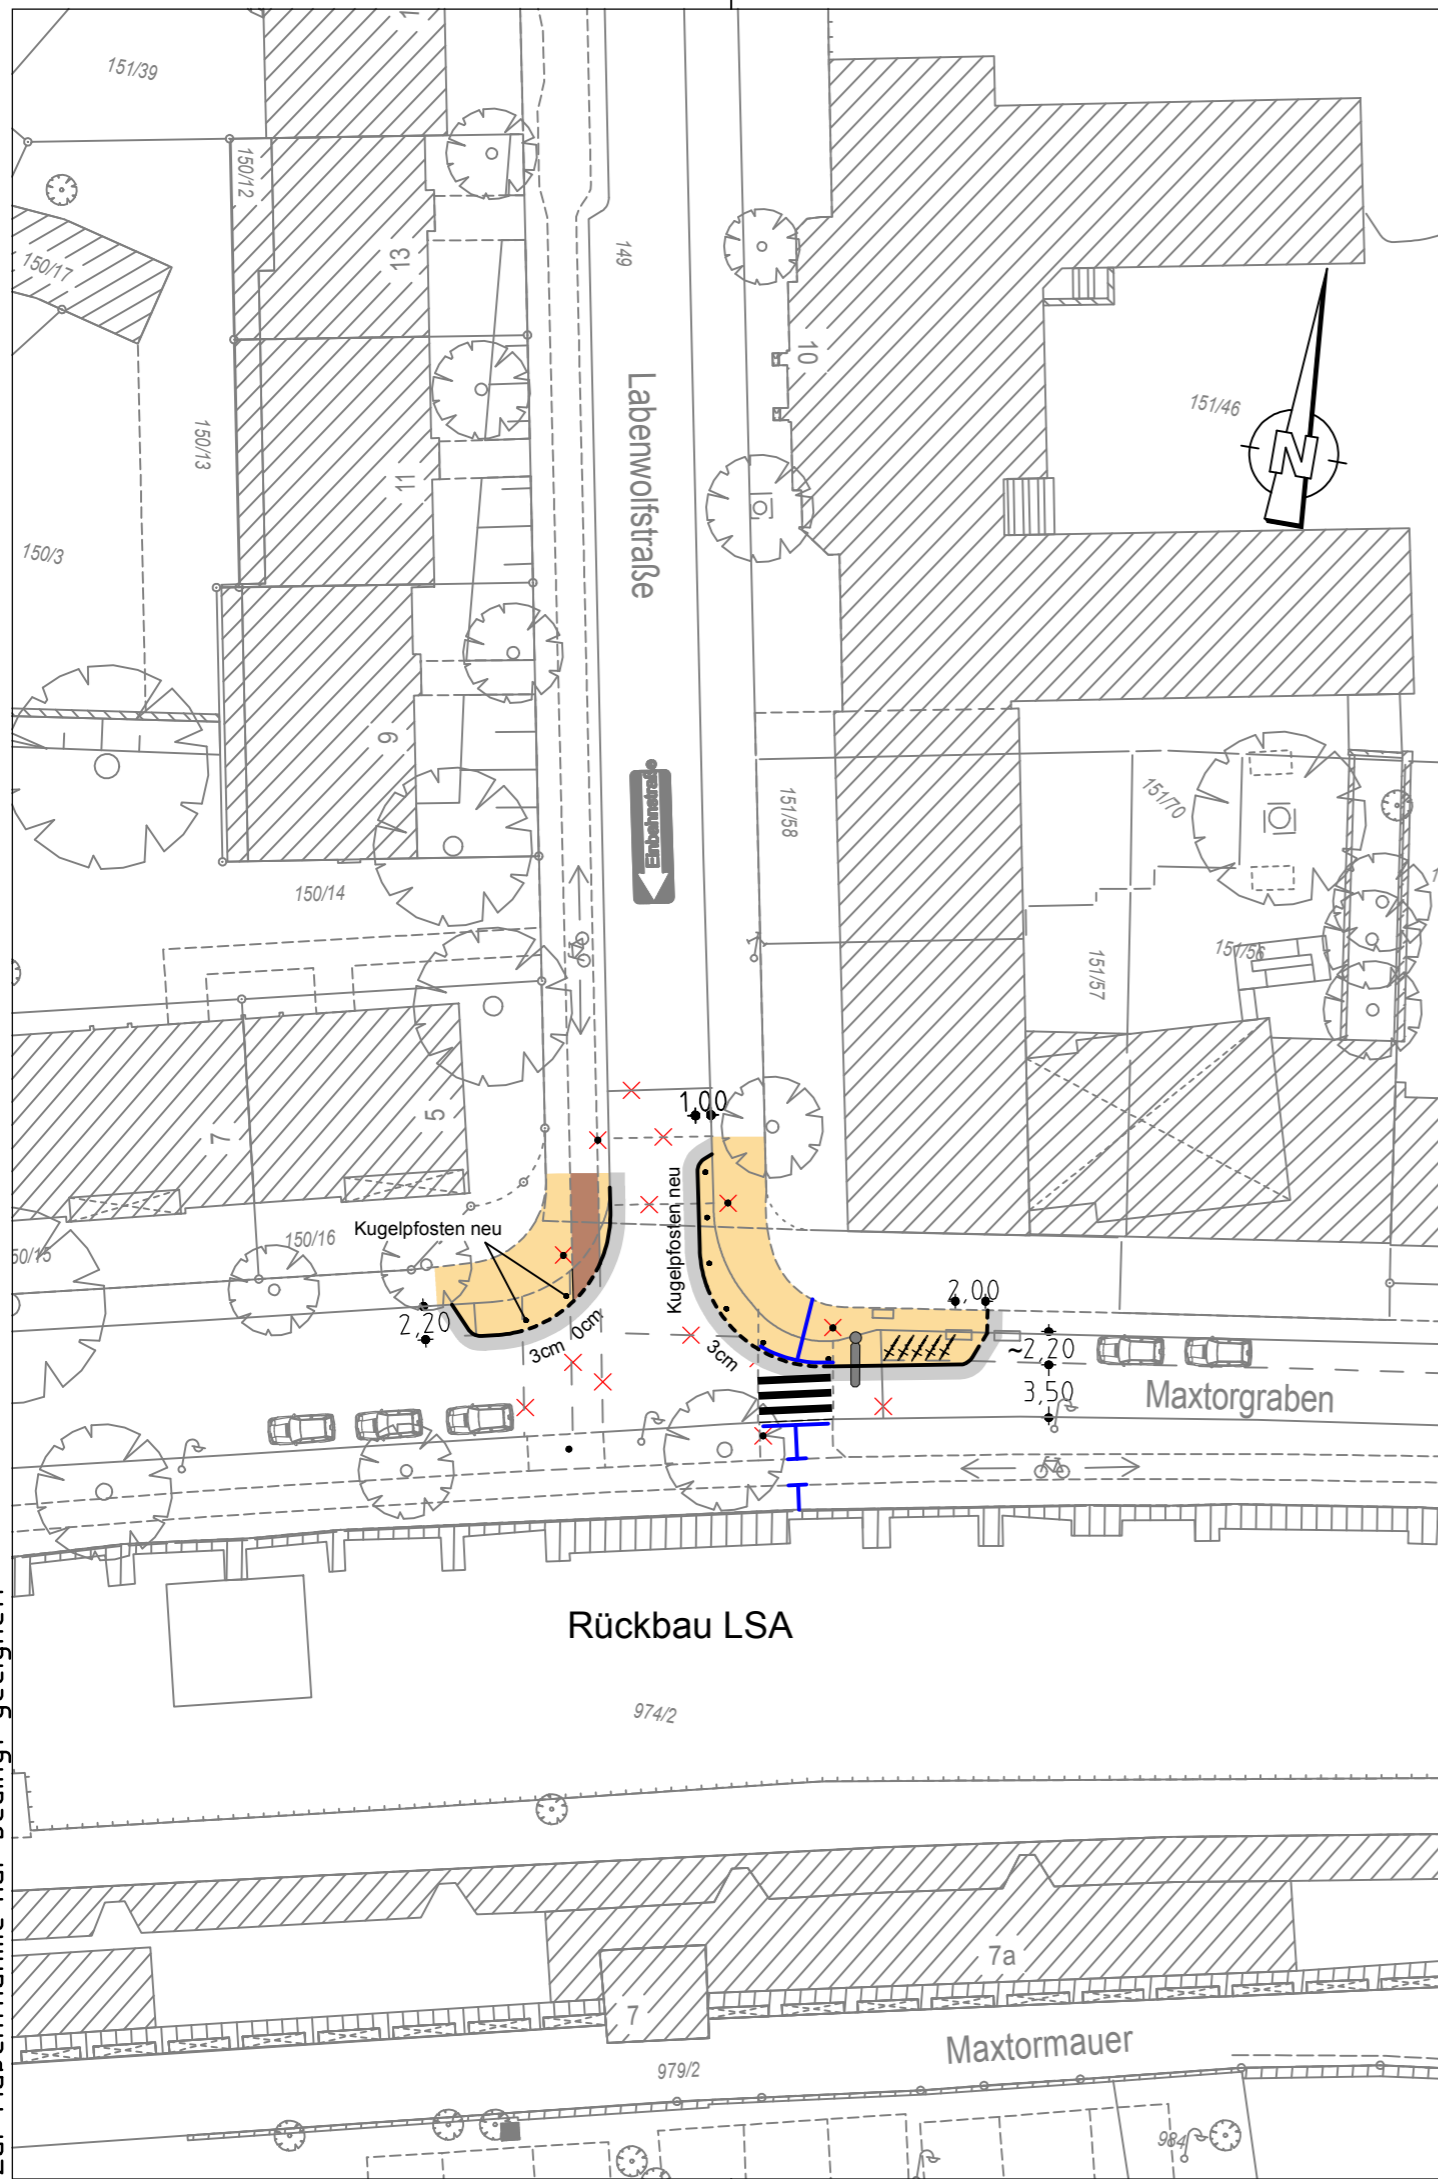 151/39
150/12
150/17
13
149
10
151/46
N
150/13
11
Labenwolfstraße
150/3
9
Einbahnstraße
151/58
151/70
150/14
151/56
151/57
5
7
1,00
Kugelpfosten neu
Kugelpfosten neu
150/16
50/15
2,20
0cm
3cm
3cm
2,00
~2,20
3,50
Maxtorgraben
Rückbau LSA
974/2
7a
7
Maxtormauer
979/2
984